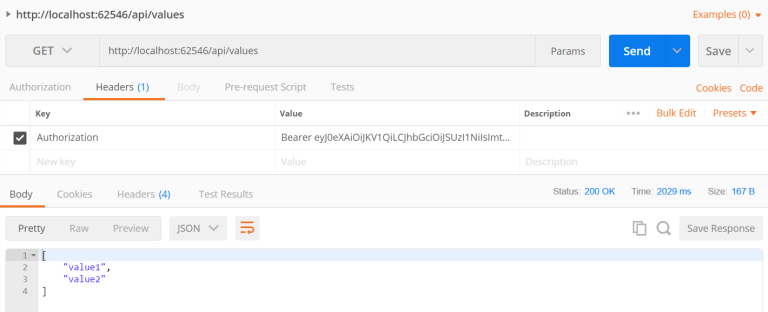 http://localhost:62546/api/values Examples (0)
GET http://localhost:62546/api/values Params Send Save
Authorization Headers (1) Body Pre-request Script Tests Cookies Code
Key Value Description ••• Bulk Edit Presets
Authorization Bearer eyJ0eXAiOiJKV1QiLCJhbGciOiJSUzI1NiIsImt...
New key Value Description
Body Cookies Headers (4) Test Results Status: 200 OK Time: 2029 ms Size: 167 B
Pretty Raw Preview JSON Save Response
1 [
2 "value1",
3 "value2"
4 ]